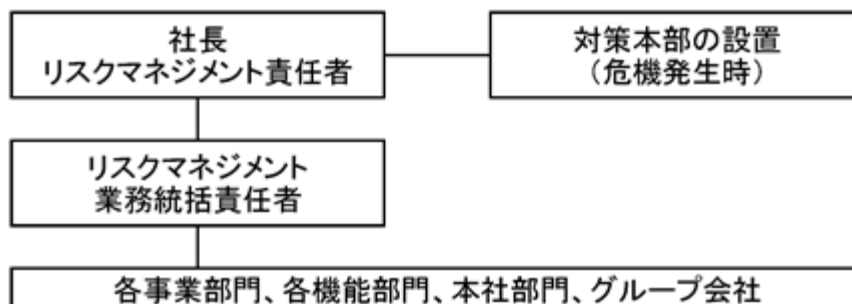 社長
リスクマネジメント責任者
対策本部の設置
（危機発生時）
リスクマネジメント
業務統括責任者
各事業部門、各機能部門、本社部門、グループ会社